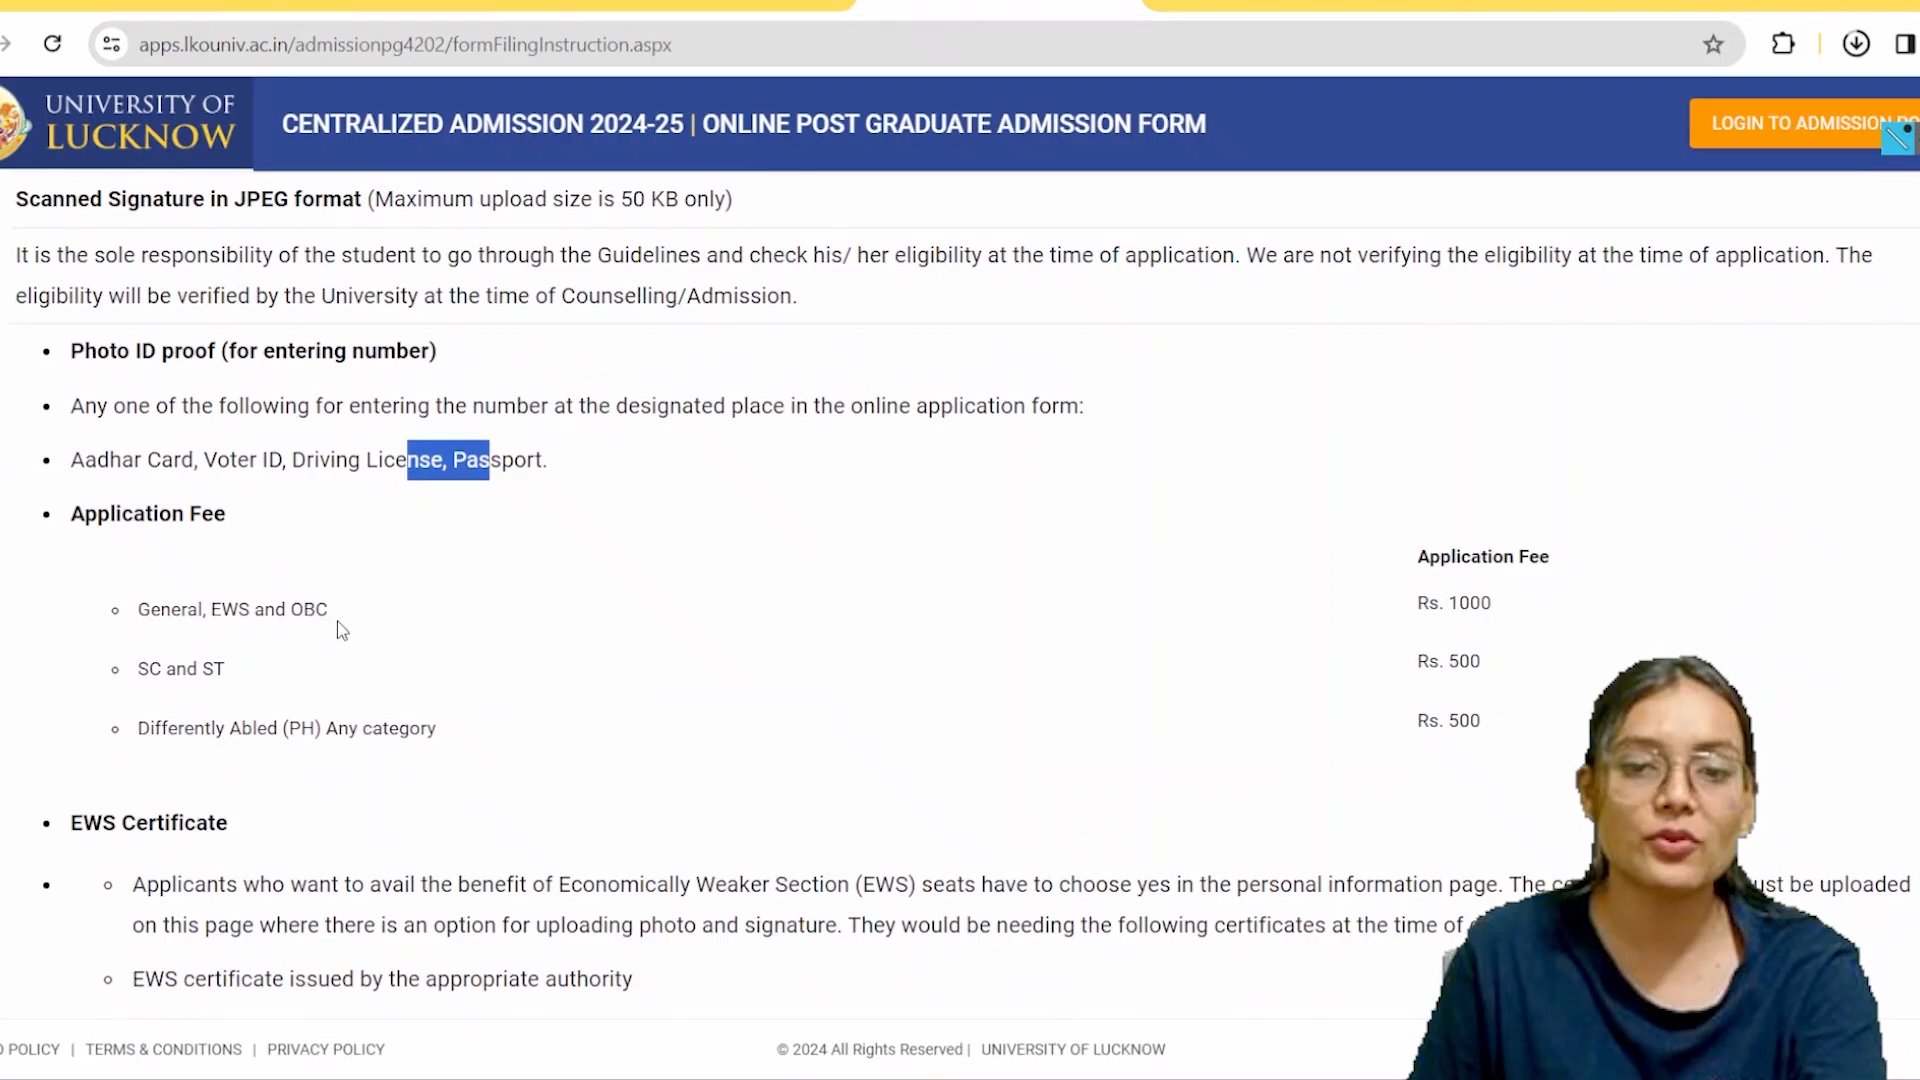 apps.lkouniv.ac.in/admissionpg4202/formFilingInstruction.aspx
UNIVERSITY OF
LUCKNOW
CENTRALIZED ADMISSION 2024-25 | ONLINE POST GRADUATE ADMISSION FORM
LOGIN TO ADMISSION
Scanned Signature in JPEG format (Maximum upload size is 50 KB only)
It is the sole responsibility of the student to go through the Guidelines and check his/ her eligibility at the time of application. We are not verifying the eligibility at the time of application. The
eligibility will be verified by the University at the time of Counselling/Admission.
• Photo ID proof (for entering number)
• Any one of the following for entering the number at the designated place in the online application form:
• Aadhar Card, Voter ID, Driving License, Passport.
• Application Fee
Application Fee
General, EWS and OBC Rs. 1000
SC and ST Rs. 500
Differently Abled (PH) Any category Rs. 500
• EWS Certificate
Applicants who want to avail the benefit of Economically Weaker Section (EWS) seats have to choose yes in the personal information page. The be uploaded
on this page where there is an option for uploading photo and signature. They would be needing the following certificates at the time of
EWS certificate issued by the appropriate authority
POLICY | TERMS & CONDITIONS | PRIVACY POLICY
© 2024 All Rights Reserved | UNIVERSITY OF LUCKNOW